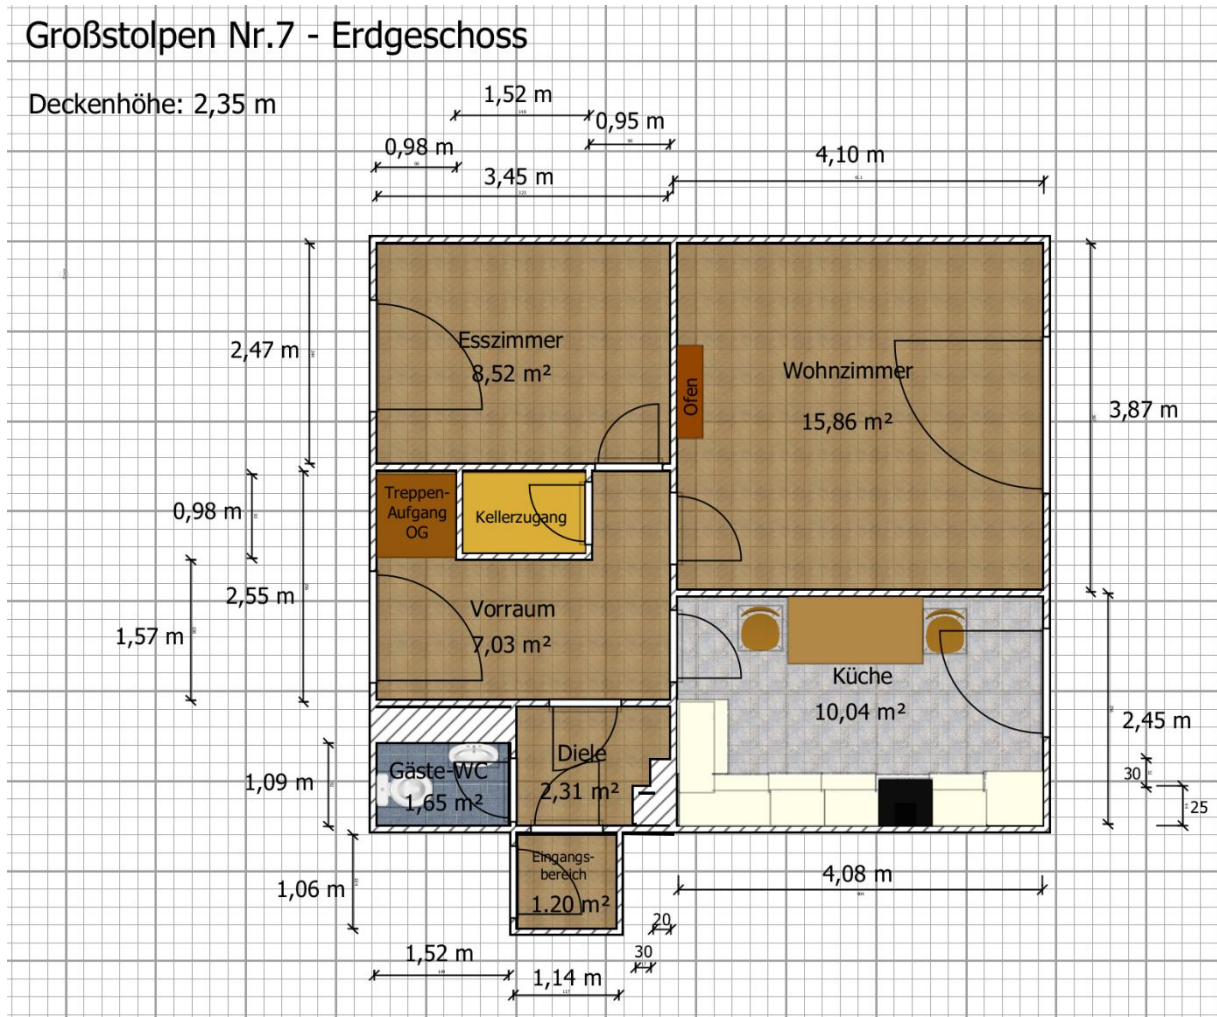 Großstolpen Nr.7 - Erdgeschoss
Deckenhöhe: 2,35 m
1,52 m
0,95 m
0,98 m
3,45 m
4,10 m
2,47 m
Esszimmer
8,52 m²
Ofen
Wohnzimmer
15,86 m²
3,87 m
0,98 m
Treppen-
Aufgang
OG
Kellerzugang
2,55 m
1,57 m
Vorraum
7,03 m²
Küche
10,04 m²
2,45 m
30
25
1,09 m
Gäste-WC
1,65 m²
Diele
2,31 m²
1,06 m
Eingangs-
bereich
1.20 m²
4,08 m
20
30
1,52 m
1,14 m